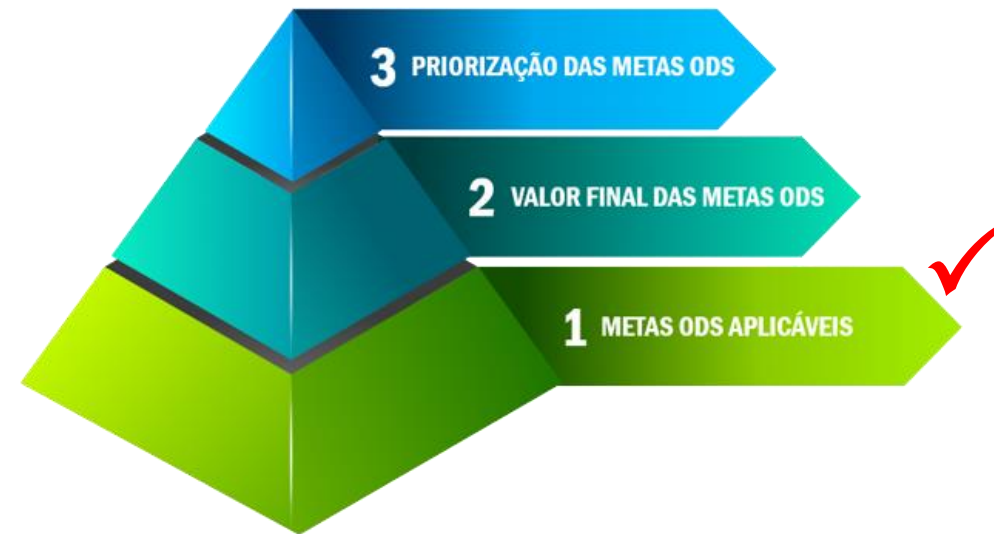 3 PRIORIZAÇÃO DAS METAS ODS
2 VALOR FINAL DAS METAS ODS
1 METAS ODS APLICÁVEIS